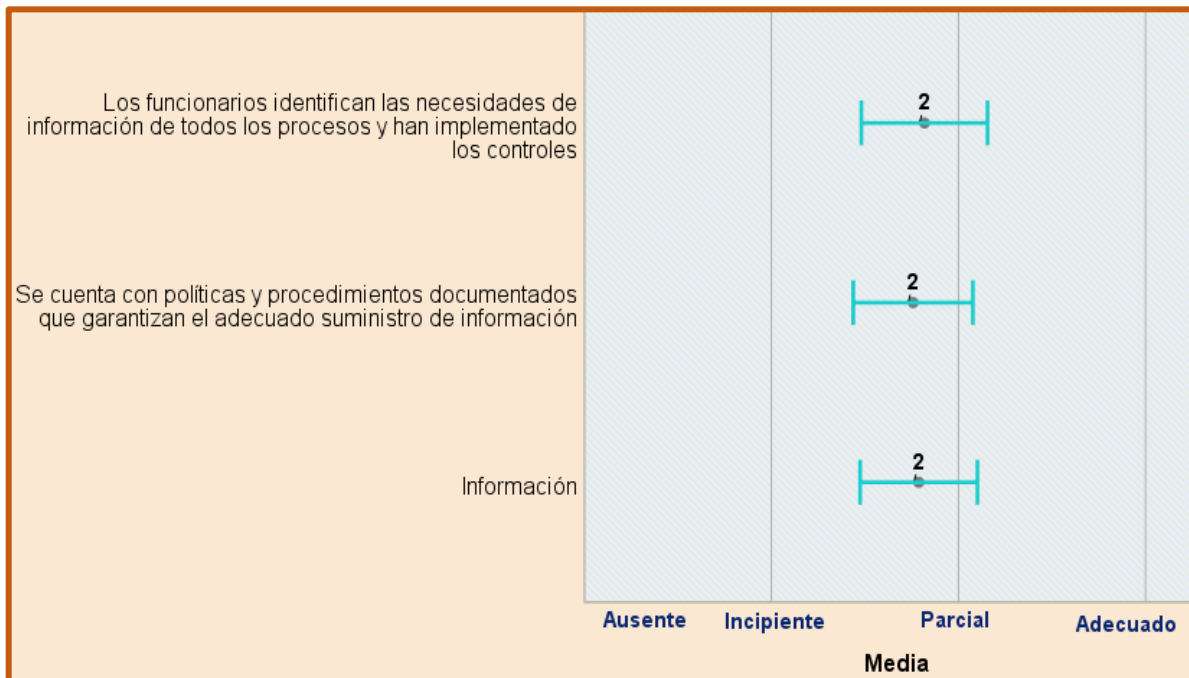 Los funcionarios identifican las necesidades de
información de todos los procesos y han implementado
los controles
2
Se cuenta con políticas y procedimientos documentados
que garantizan el adecuado suministro de información
2
Información
2
Ausente Incipiente Parcial Adecuado
Media